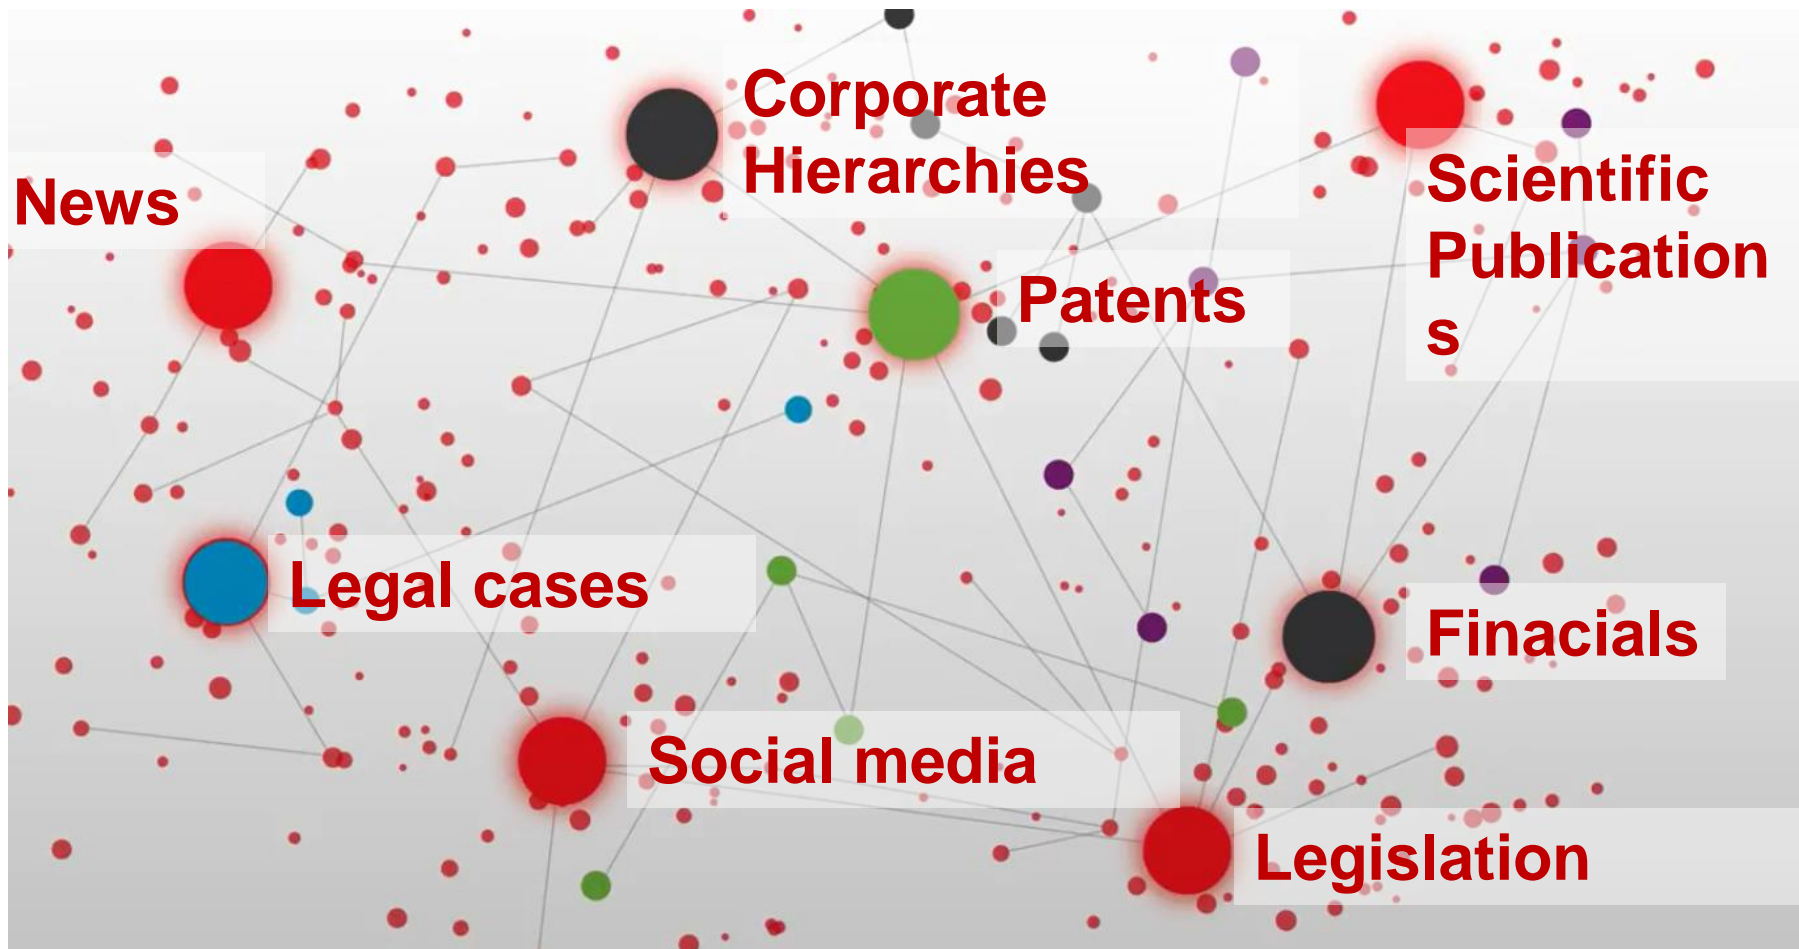 Corporate
Hierarchies
News
Scientific
Publication
s
Patents
Legal cases
Finacials
Social media
Legislation